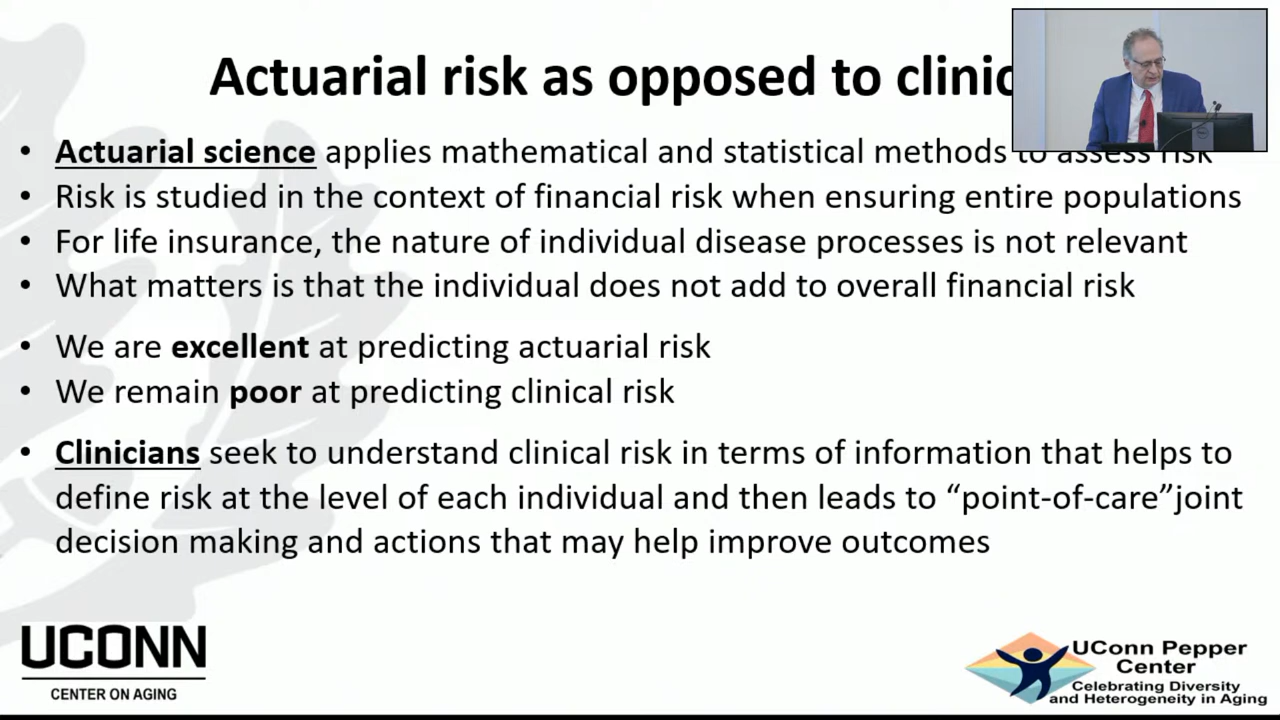 Actuarial risk as opposed to clinic
• Actuarial science applies mathematical and statistical methods to assess risk
• Risk is studied in the context of financial risk when ensuring entire populations
• For life insurance, the nature of individual disease processes is not relevant
• What matters is that the individual does not add to overall financial risk
• We are excellent at predicting actuarial risk
• We remain poor at predicting clinical risk
• Clinicians seek to understand clinical risk in terms of information that helps to
define risk at the level of each individual and then leads to “point-of-care”joint
decision making and actions that may help improve outcomes
UCONN
CENTER ON AGING
UConn Pepper
Center
Celebrating Diversity
and Heterogeneity in Aging